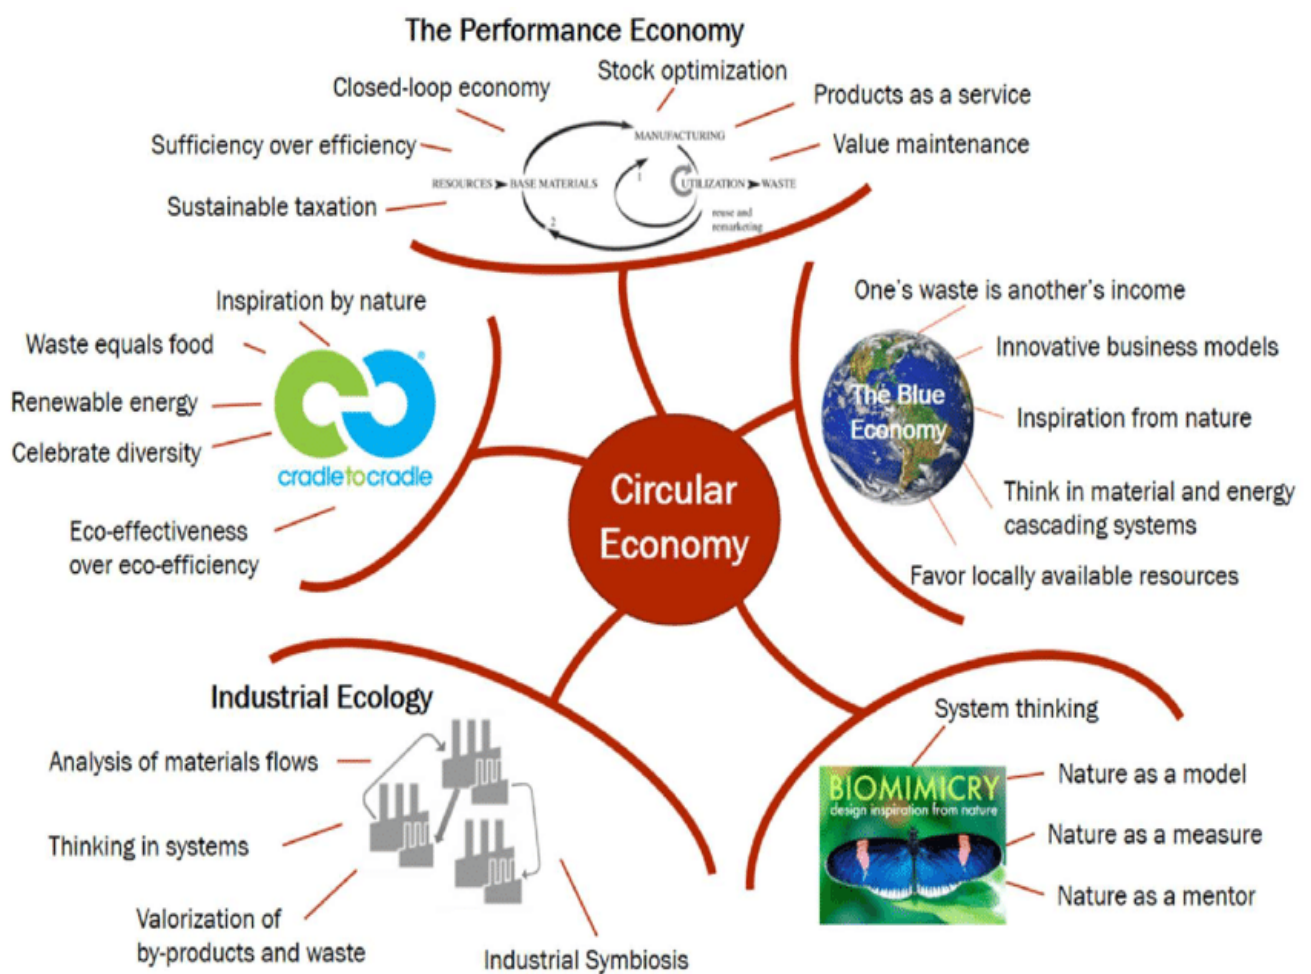 The Performance Economy
Stock optimization
Closed-loop economy
Products as a service
Sufficiency over efficiency
Value maintenance
Sustainable taxation
MANUFACTURING
RESOURCES
BASE MATERIALS
UTILIZATION
WASTE
1
2
reuse and
remarketing
Inspiration by nature
Waste equals food
Renewable energy
Celebrate diversity
®
cradletocradle
Eco-effectiveness
over eco-efficiency
One's waste is another's income
Innovative business models
The Blue
Economy
Inspiration from nature
Think in material and energy
cascading systems
Favor locally available resources
Circular
Economy
Industrial Ecology
Analysis of materials flows
Thinking in systems
Valorization of
by-products and waste
Industrial Symbiosis
System thinking
BIOMIMICRY
design inspiration from nature
Nature as a model
Nature as a measure
Nature as a mentor